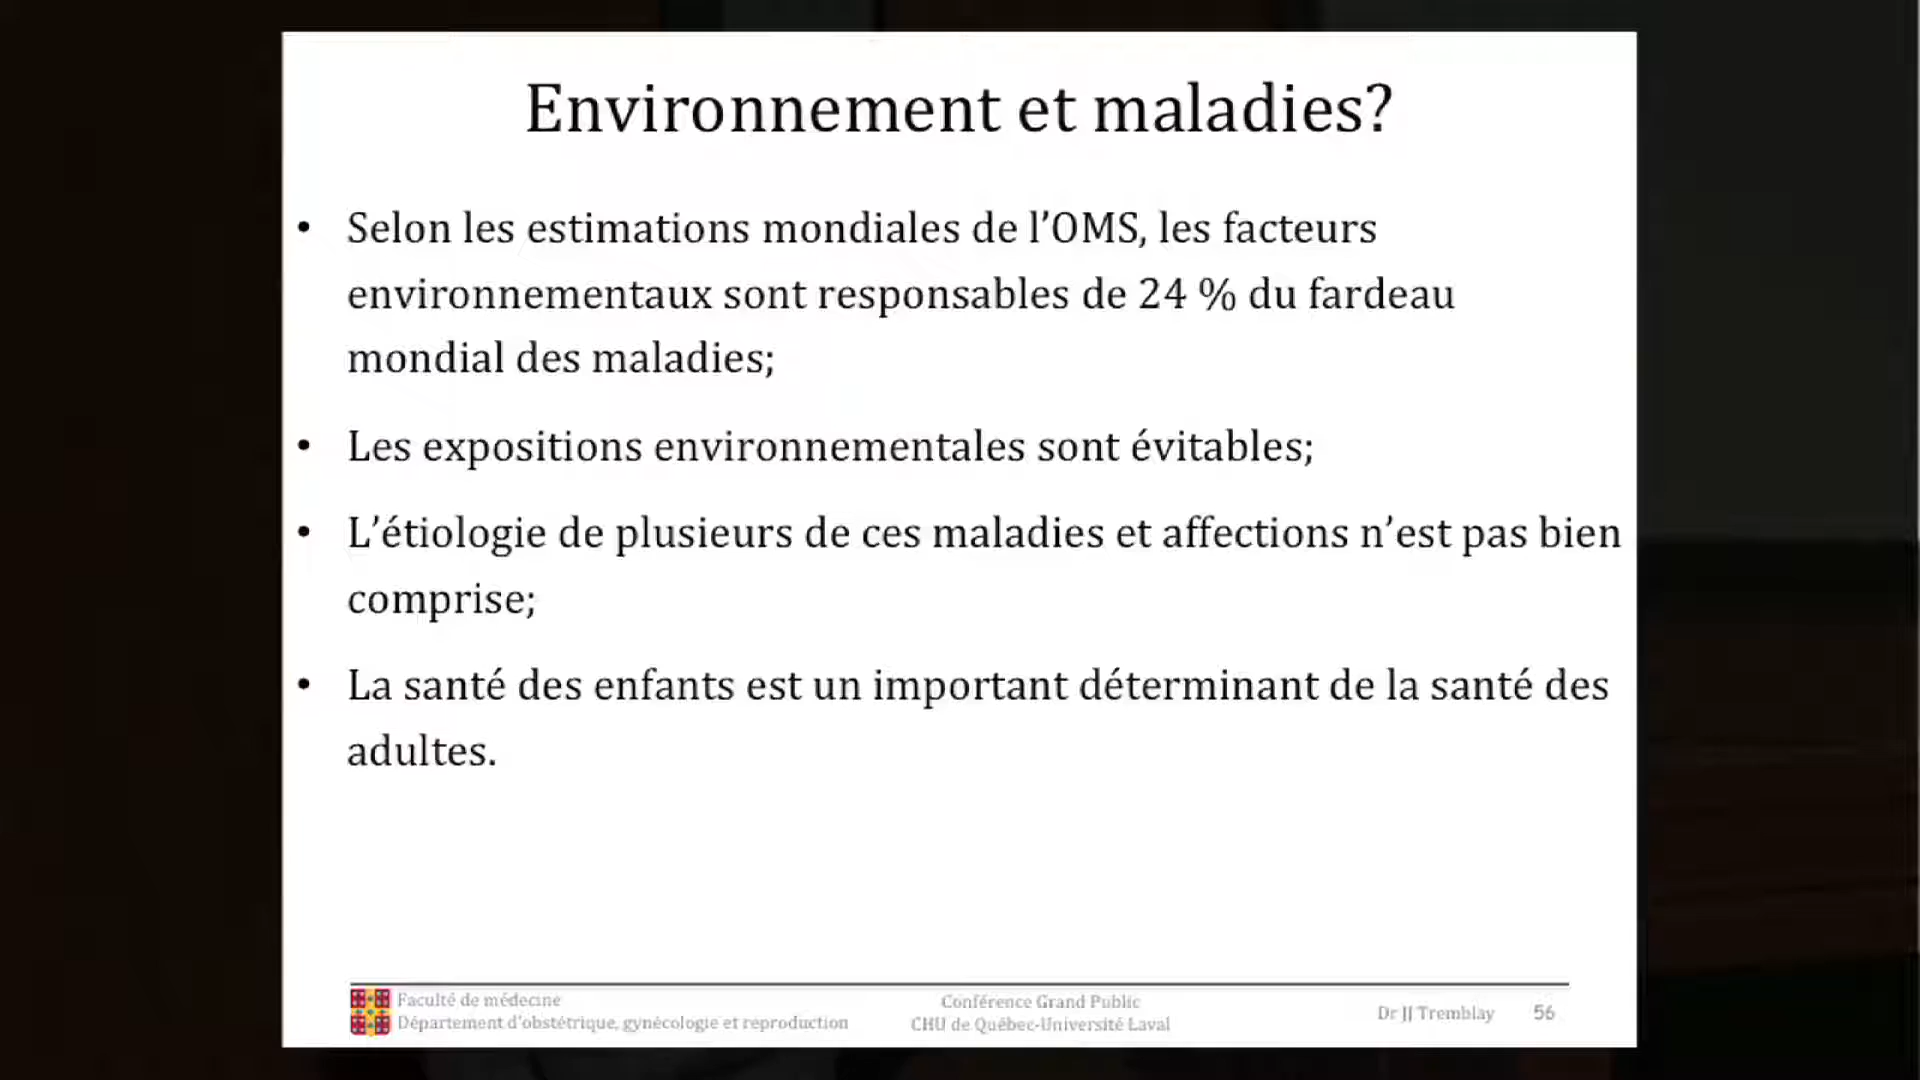 Environnement et maladies?
• Selon les estimations mondiales de l’OMS, les facteurs
environnementaux sont responsables de 24 % du fardeau
mondial des maladies;
• Les expositions environnementales sont évitables;
• L’étiologie de plusieurs de ces maladies et affections n’est pas bien
comprise;
• La santé des enfants est un important déterminant de la santé des
adultes.
Faculté de médecine
Département d’obstétrique, gynécologie et reproduction
Conférence Grand Public
CHU de Québec-Université Laval
Dr JJ Tremblay 56